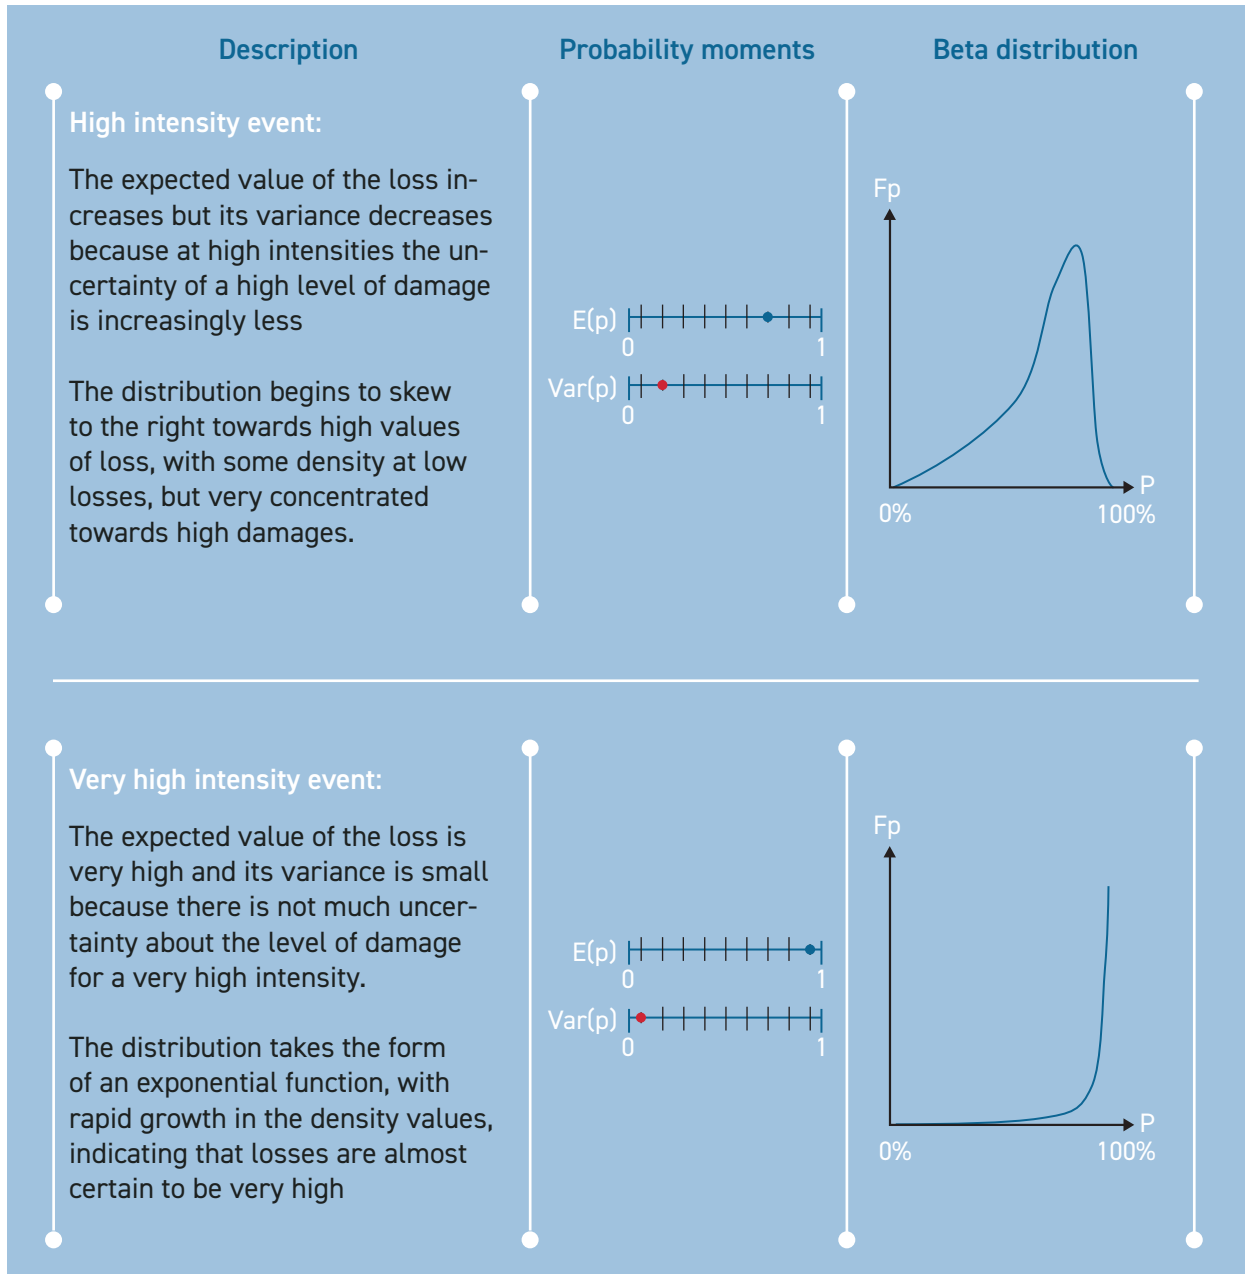 Description
Probability moments
Beta distribution
High intensity event:
The expected value of the loss in-
creases but its variance decreases
because at high intensities the un-
certainty of a high level of damage
is increasingly less
The distribution begins to skew
to the right towards high values
of loss, with some density at low
losses, but very concentrated
towards high damages.
E(p)
0
1
Var(p)
0
1
Fp
P
0%
100%
Very high intensity event:
The expected value of the loss is
very high and its variance is small
because there is not much uncer-
tainty about the level of damage
for a very high intensity.
The distribution takes the form
of an exponential function, with
rapid growth in the density values,
indicating that losses are almost
certain to be very high
E(p)
0
1
Var(p)
0
1
Fp
P
0%
100%